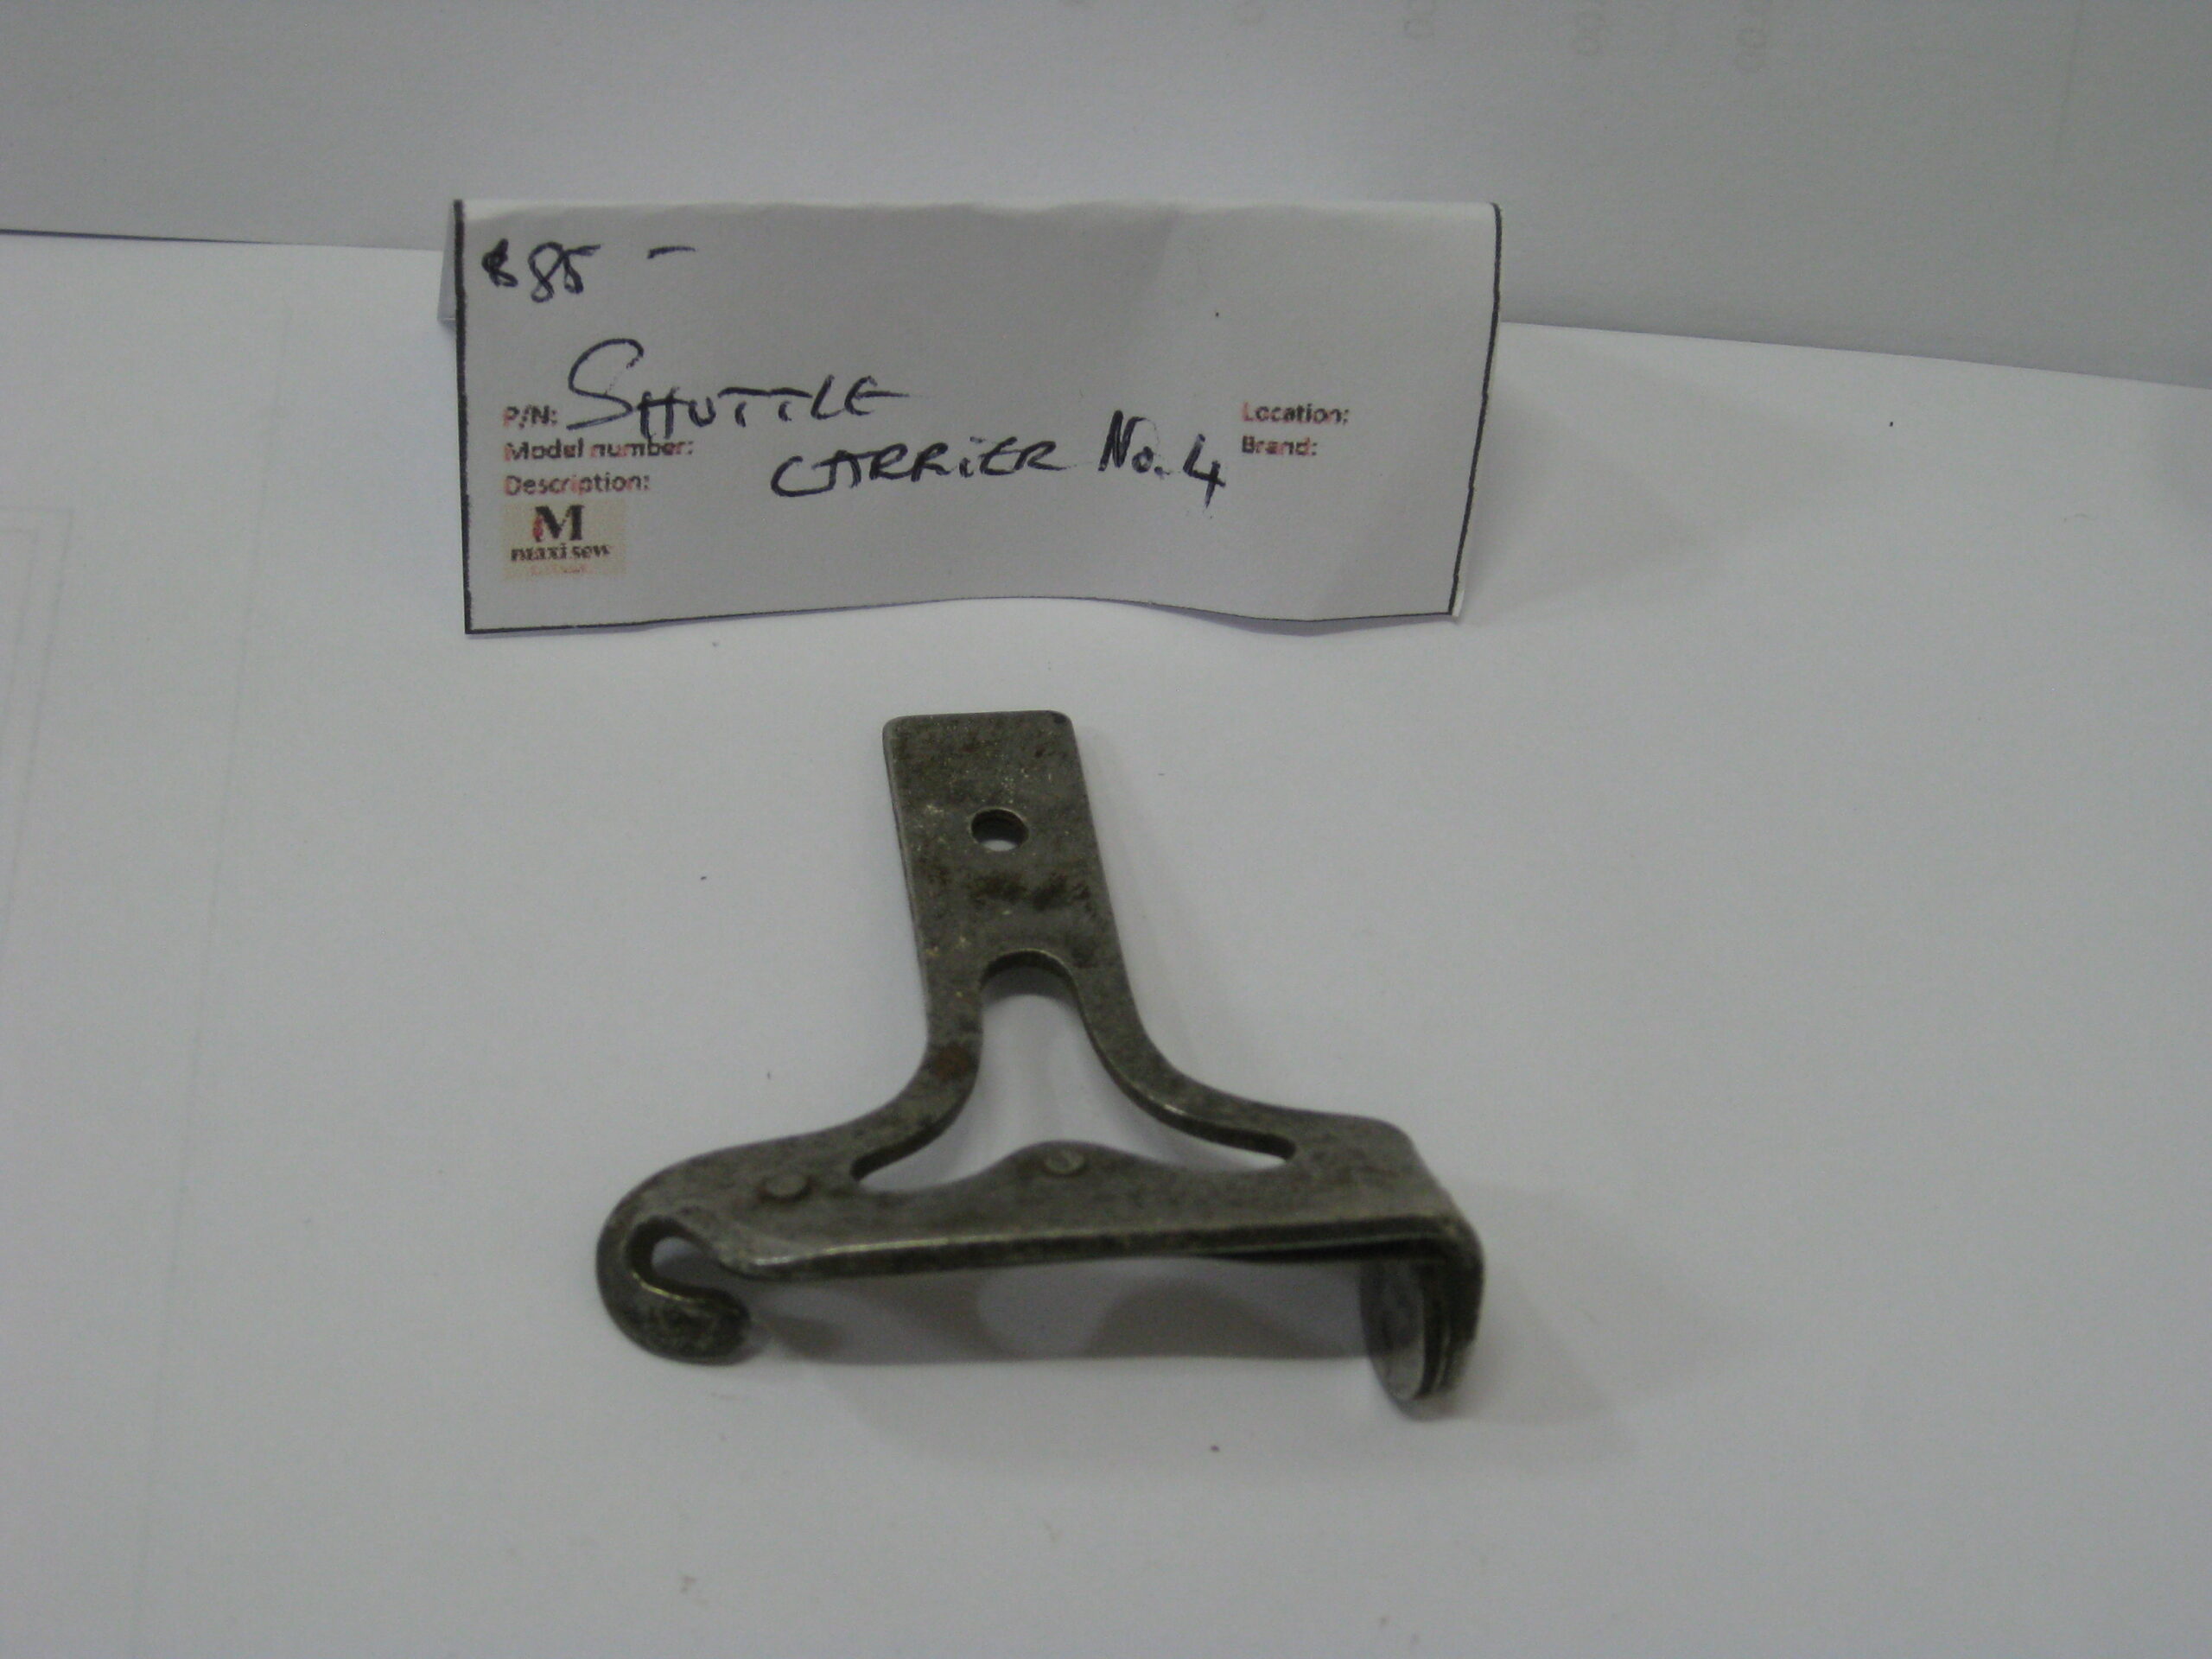 $85 -
P/N: SHUTTLE
Location:
Model number:
CARRIER No. 4
Brand:
Description:
M
maxi sew